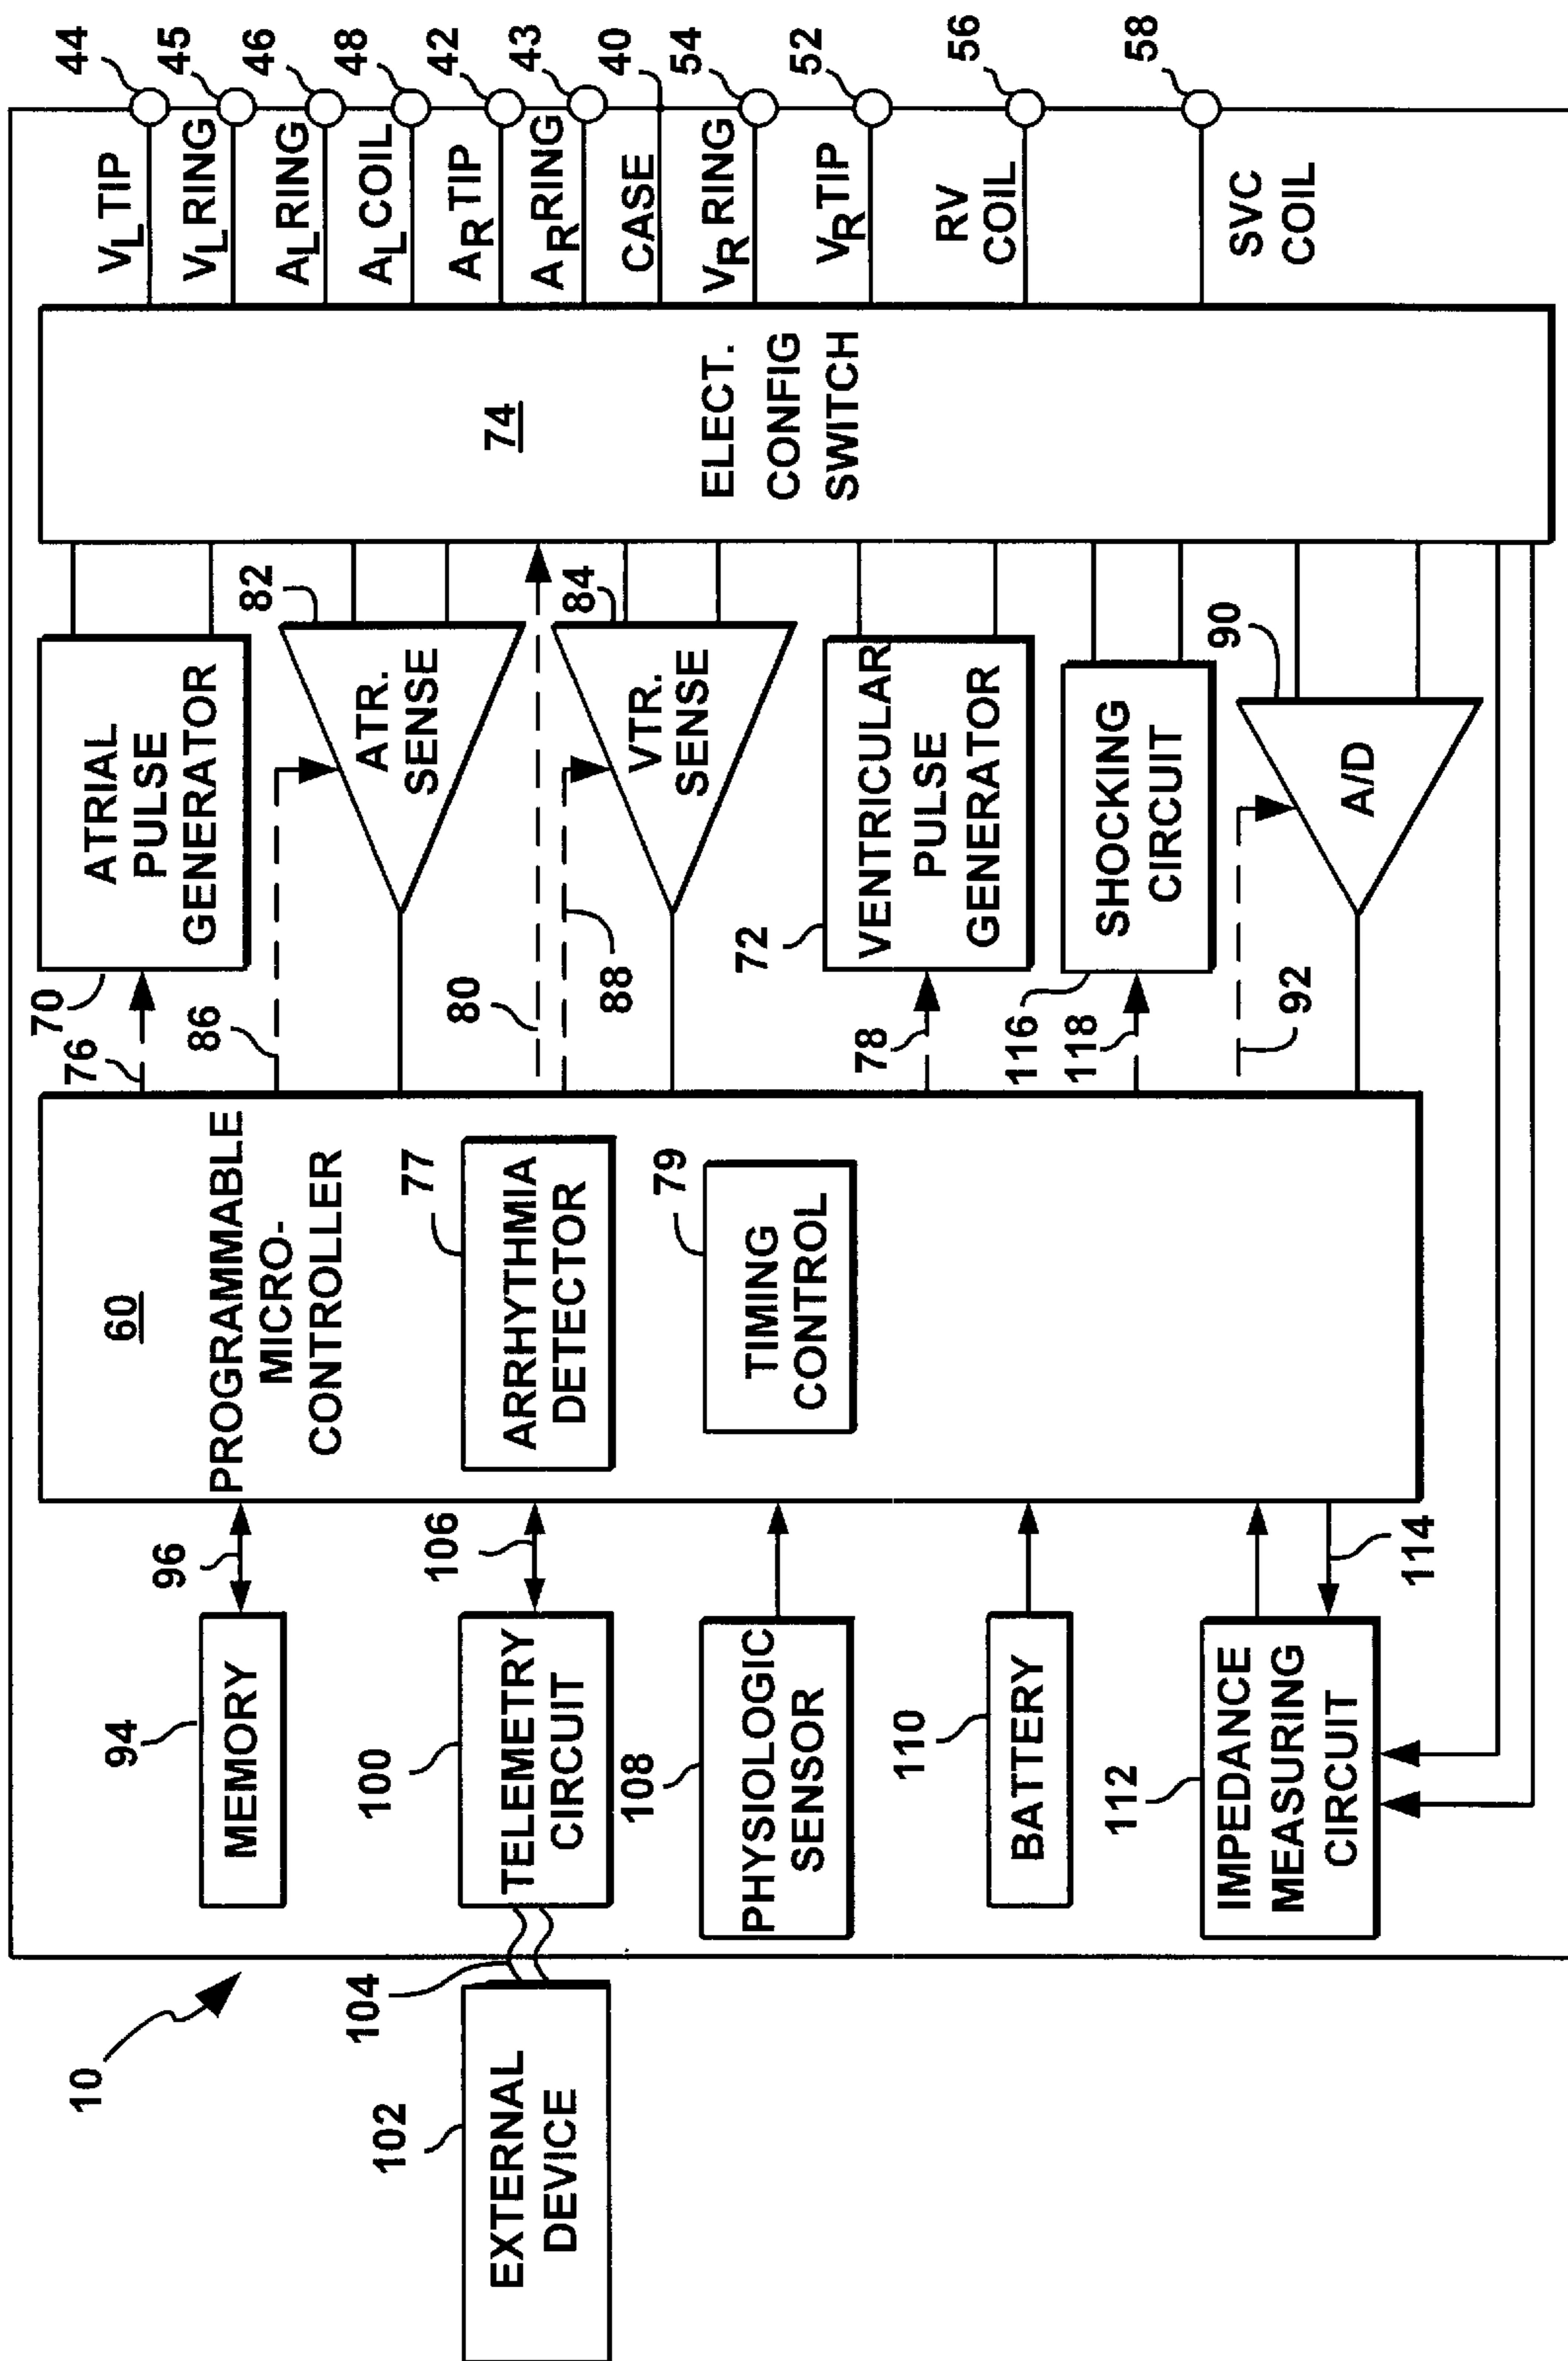 10
102
EXTERNAL
DEVICE
104
94
MEMORY
96
100
TELEMETRY
CIRCUIT
106
108
PHYSIOLOGIC
SENSOR
110
BATTERY
112
IMPEDANCE
MEASURING
CIRCUIT
114
60
PROGRAMMABLE
MICRO-
CONTROLLER
77
ARRHYTHMIA
DETECTOR
79
TIMING
CONTROL
70
76
ATRIAL
PULSE
GENERATOR
86
82
ATR.
SENSE
80
88
84
VTR.
SENSE
72
78
VENTRICULAR
PULSE
GENERATOR
116
118
SHOCKING
CIRCUIT
90
92
A/D
74
ELECT.
CONFIG
SWITCH
VL TIP 44
VL RING 45
AL RING 46
AL COIL 48
AR TIP 42
AR RING 43
CASE 40
VR RING 54
VR TIP 52
RV
COIL
56
SVC
COIL
58